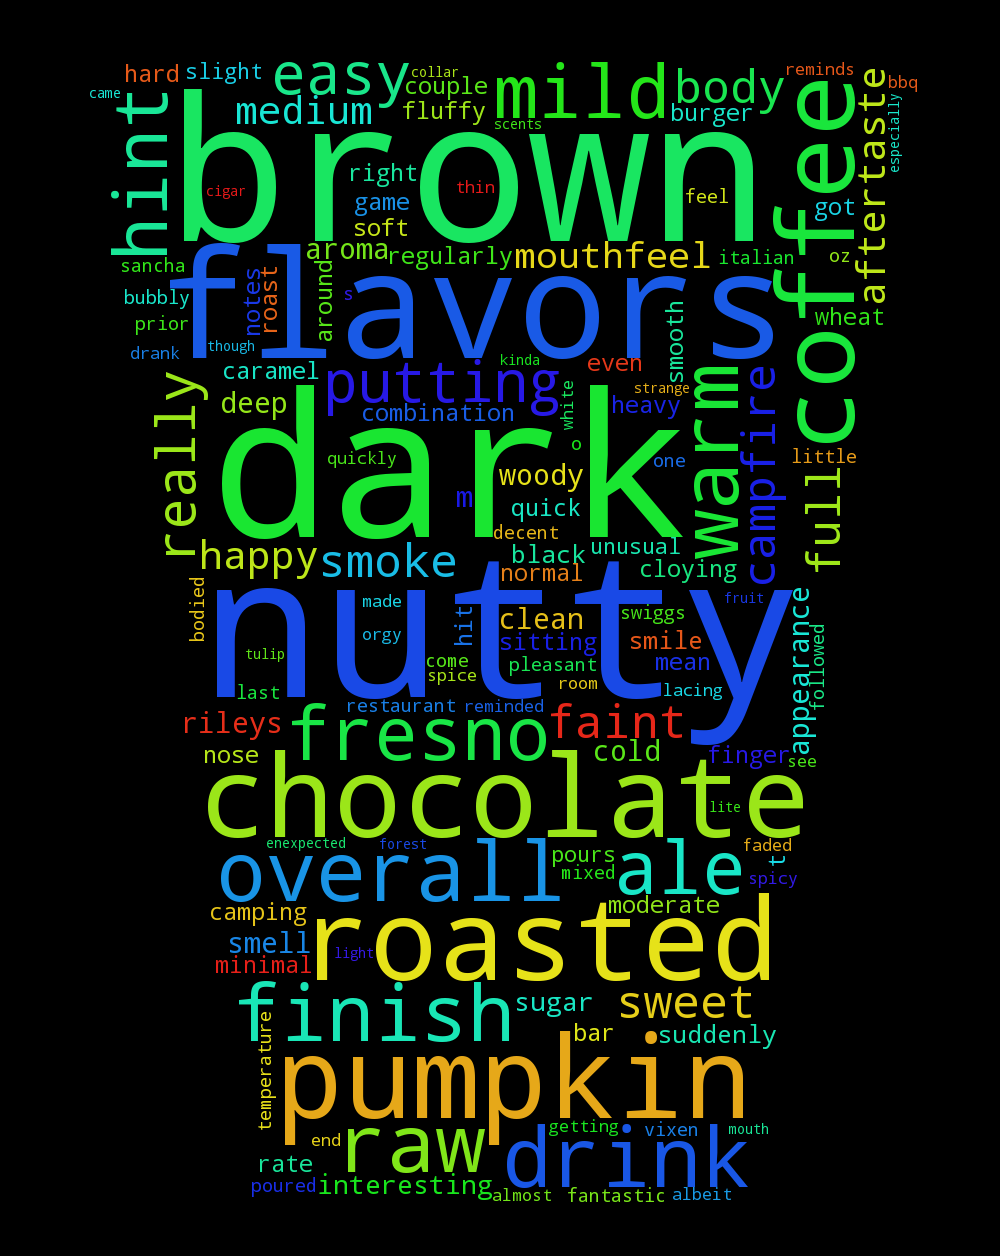 collar
easy
mild
body
reminds
hard
slight
couple
bbq
came
medium
fluffy
burger
scents
hint
brown
coffee
aftertaste
especially
right
thin
cigar
game
feel
got
soft
aroma
regularly
mouthfeel
italian
oz
sancha
flavors
bubbly
notes
roast
around
s
smooth
wheat
prior
drank
though
kinda
even
caramel
putting
strange
deep
combination
white
heavy
warm
campfire
really
dark
o
quickly
one
little
woody
m
quick
full
decent
happy
smoke
black
unusual
normal
cloying
bodied
nutty
made
fruit
appearance
orgy
hit
clean
swiggs
sitting
smile
followed
tulip
come
pleasant
mean
spice
room
last
lacing
restaurant
reminded
rileys
fresno
faint
nose
cold
finger
see
chocolate
lite
enexpected
forest
overall
pours
ale
faded
t
mixed
spicy
camping
roasted
moderate
smell
light
minimal
finish
sugar
sweet
temperature
bar
suddenly
pumpkin
end
raw
drink
getting
vixen
mouth
rate
poured
interesting
almost
fantastic
albeit